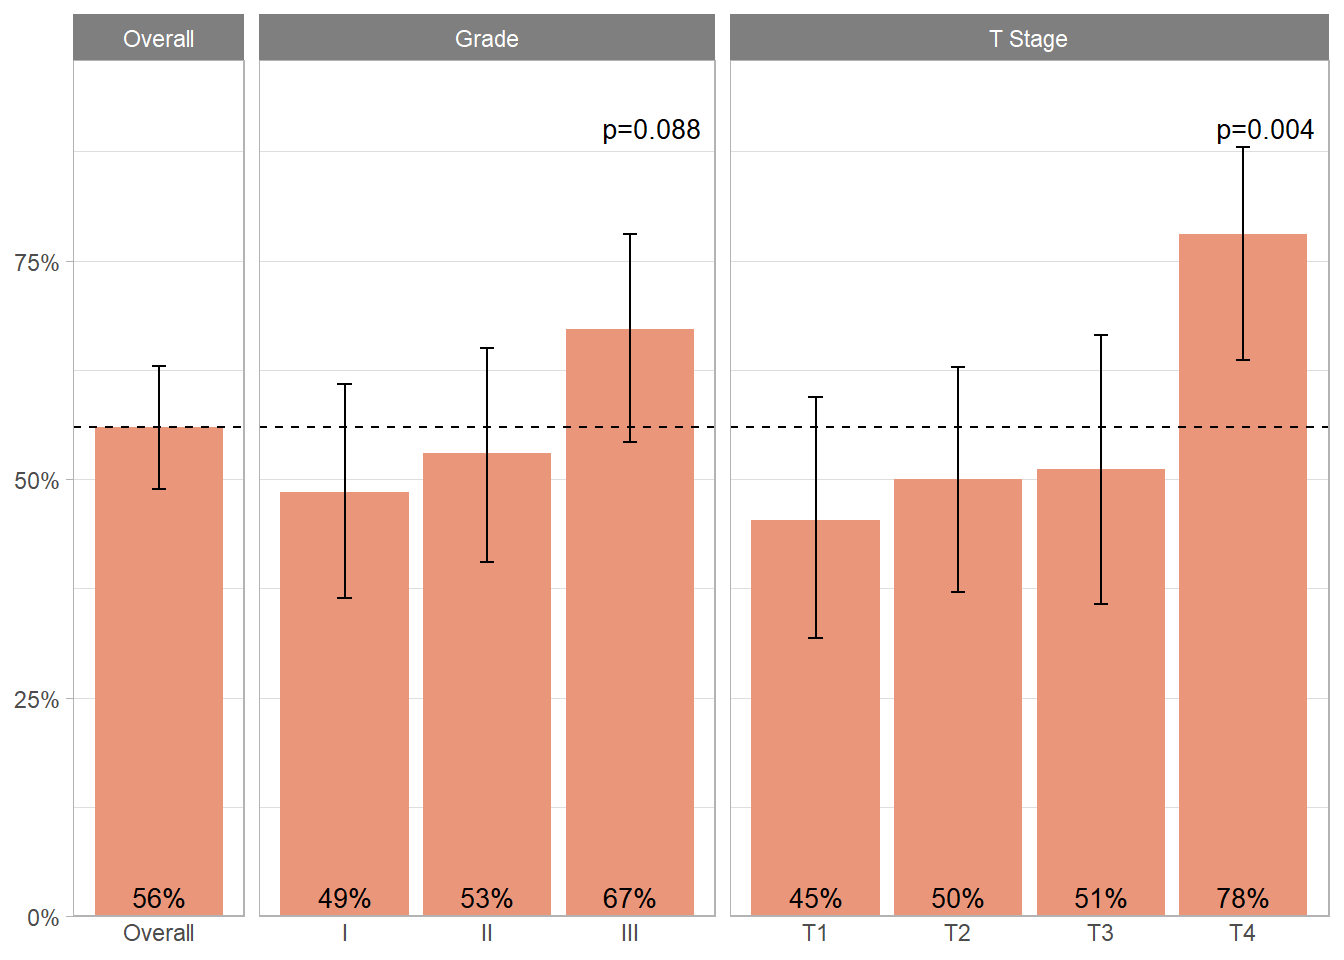 Overall Grade T Stage
p=0.088 p=0.004
75%
50%
25%
0%
56% 49% 53% 67% 45% 50% 51% 78%
Overall I II III T1 T2 T3 T4